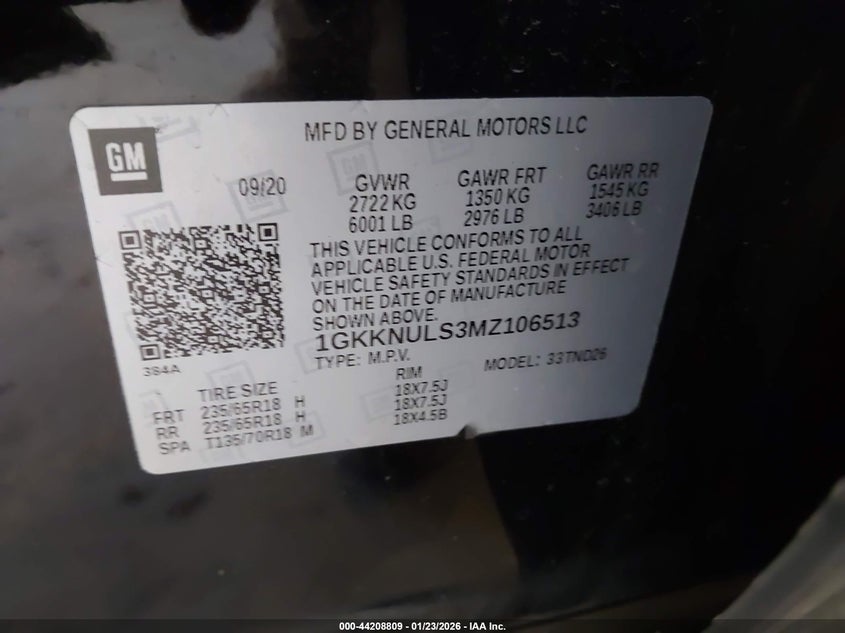 GM
MFD BY GENERAL MOTORS LLC
09/20
GVWR
2722 KG
6001 LB
GAWR FRT
1350 KG
2976 LB
GAWR RR
1545 KG
3406 LB
THIS VEHICLE CONFORMS TO ALL
APPLICABLE U.S. FEDERAL MOTOR
VEHICLE SAFETY STANDARDS IN EFFECT
ON THE DATE OF MANUFACTURE
SHOWN ABOVE.
1GKKNULS3MZ106513
TYPE: M.P.V. MODEL: 33TND26
384A
TIRE SIZE RIM
FRT 235/65R18 H 18X7.5J
RR 235/65R18 H 18X7.5J
SPA T135/70R18 M 18X4.5B
000-44208809 - 01/23/2026 - IAA Inc.